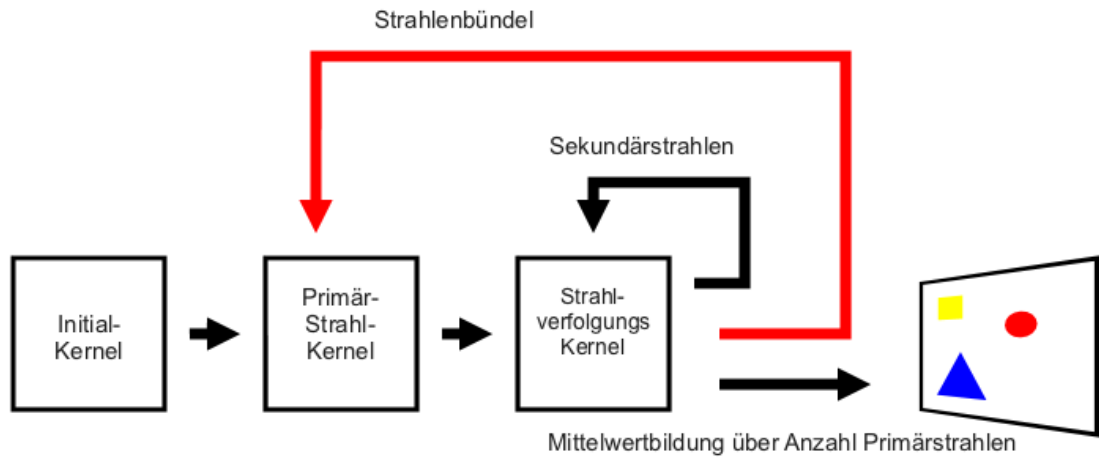 Strahlenbündel
Sekundärstrahlen
Initial-
Kernel
Primär-
Strahl-
Kernel
Strahl-
verfolgungs
Kernel
Mittelwertbildung über Anzahl Primärstrahlen